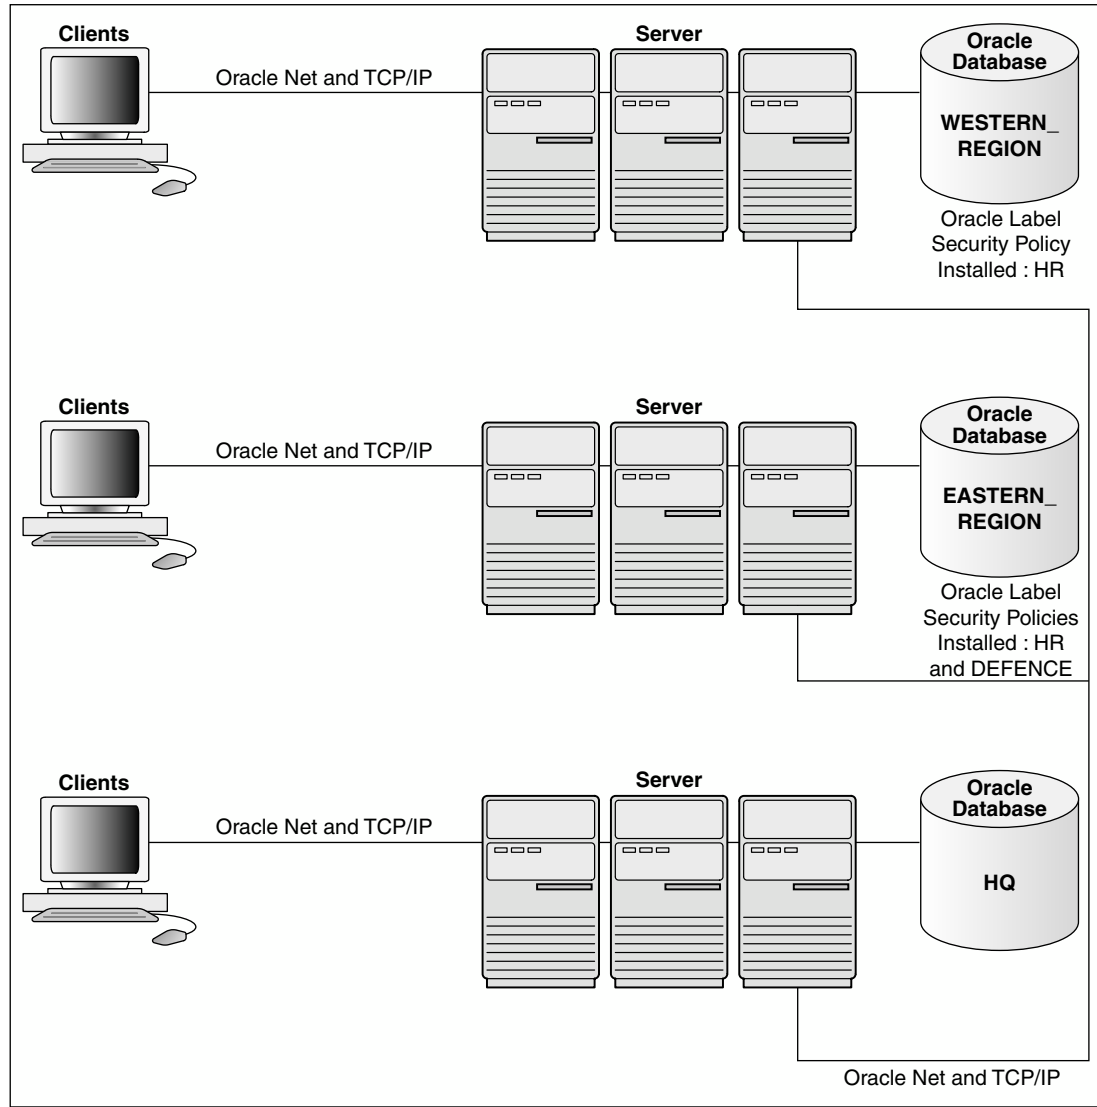 Clients
Server
Oracle
Database
Oracle Net and TCP/IP
WESTERN_
REGION
Oracle Label
Security Policy
Installed : HR
Clients
Server
Oracle
Database
Oracle Net and TCP/IP
EASTERN_
REGION
Oracle Label
Security Policies
Installed : HR
and DEFENCE
Clients
Server
Oracle
Database
Oracle Net and TCP/IP
HQ
Oracle Net and TCP/IP